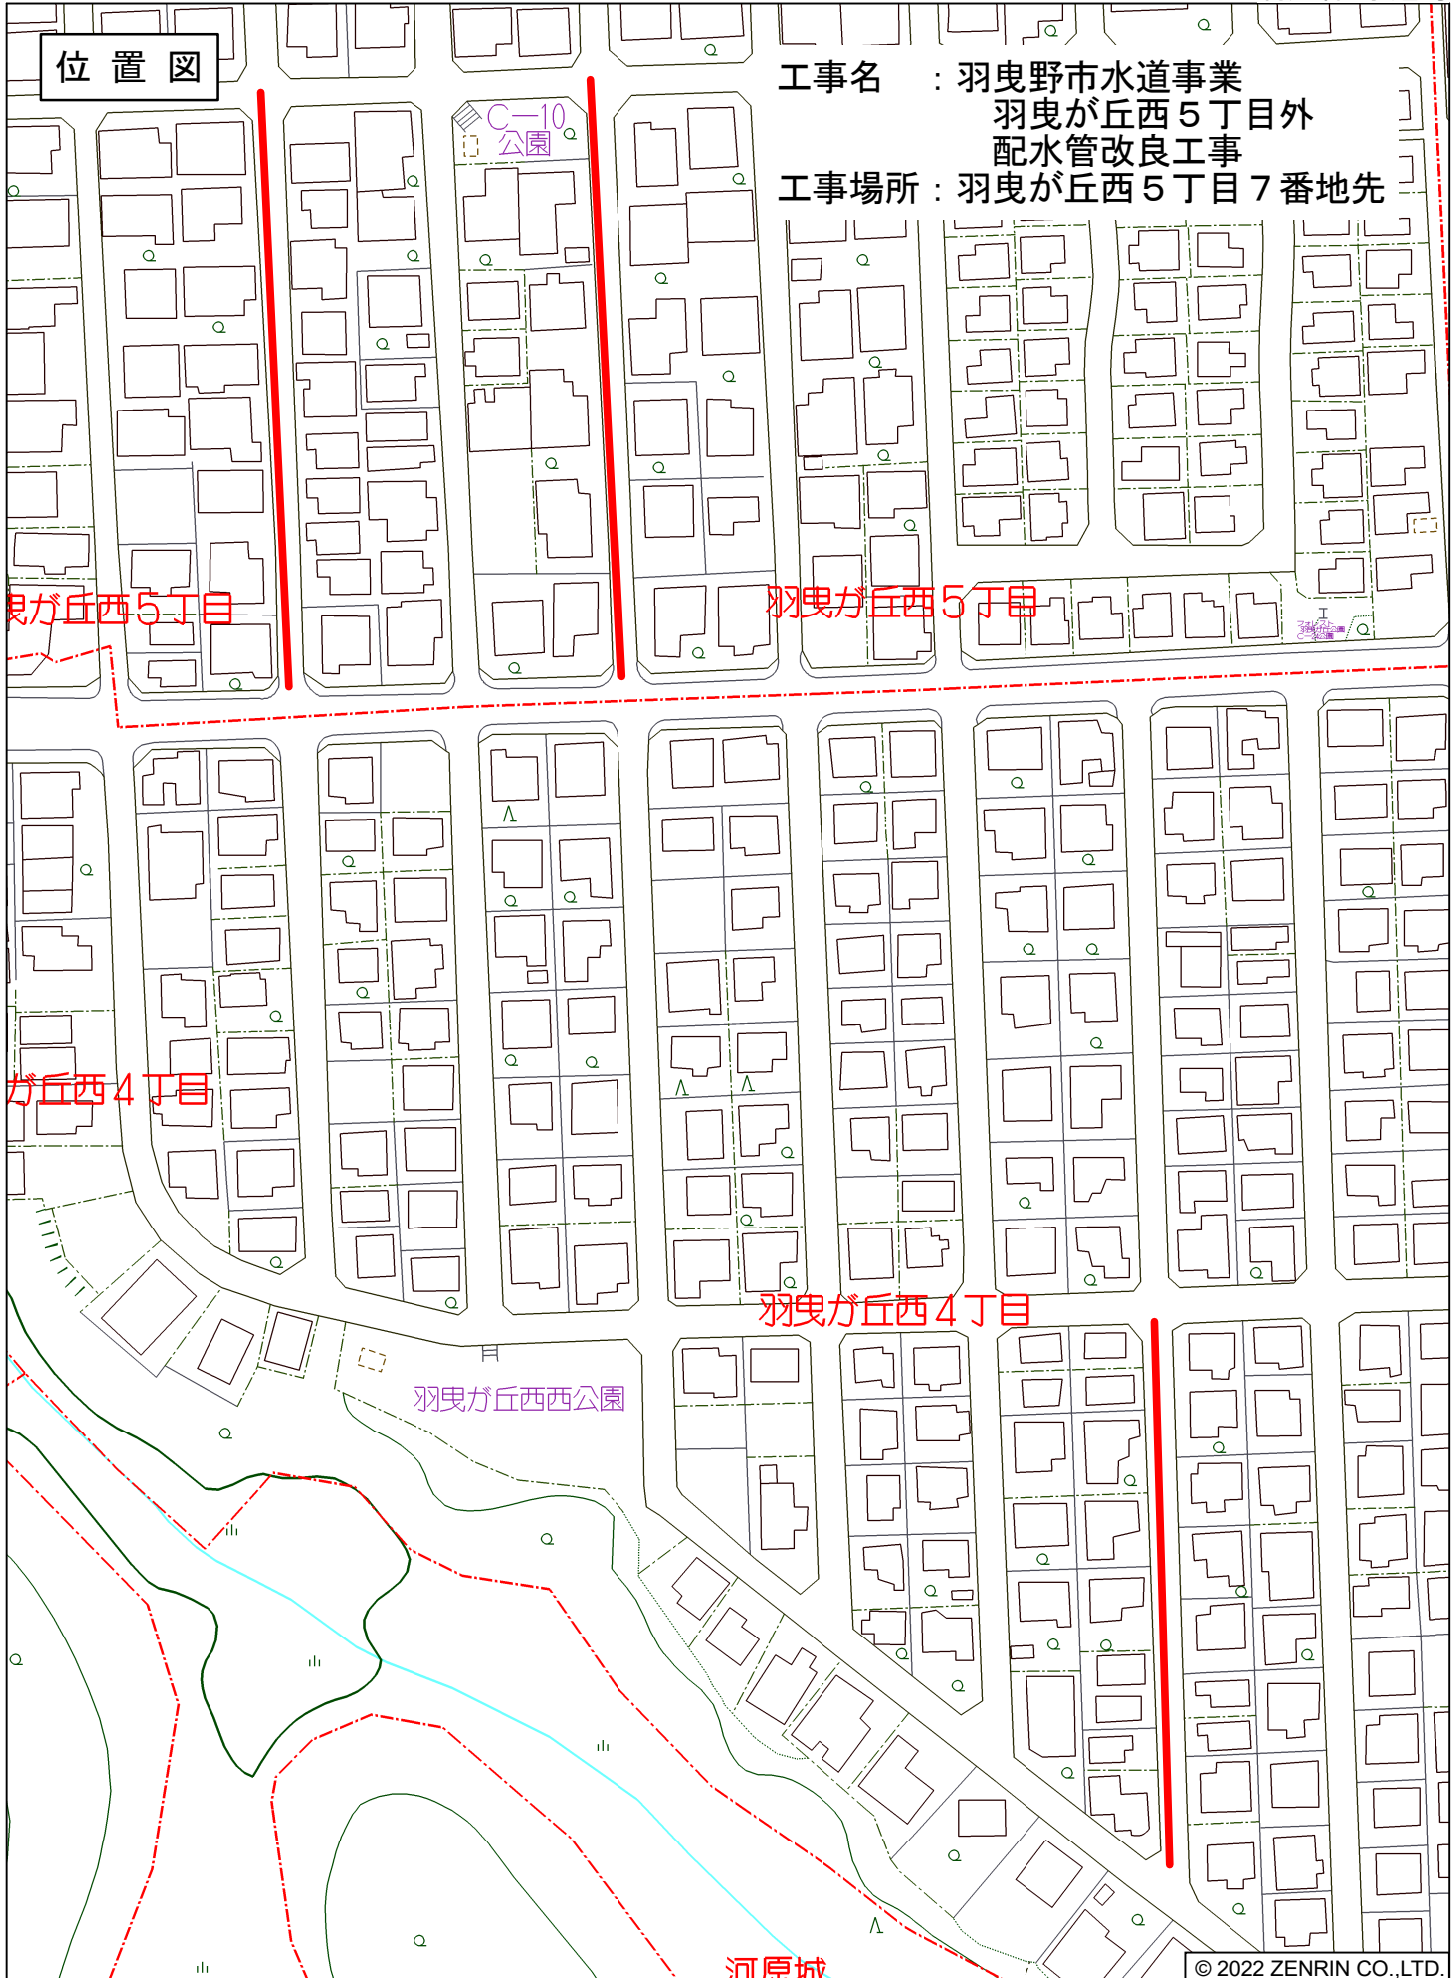 位置図
工事名　：羽曳野市水道事業
羽曳が丘西５丁目外
配水管改良工事
工事場所：羽曳が丘西５丁目７番地先
C－10
公園
曳が丘西５丁目
羽曳が丘西５丁目
が丘西４丁目
羽曳が丘西４丁目
羽曳が丘西西公園
河原城
© 2022 ZENRIN CO.,LTD.